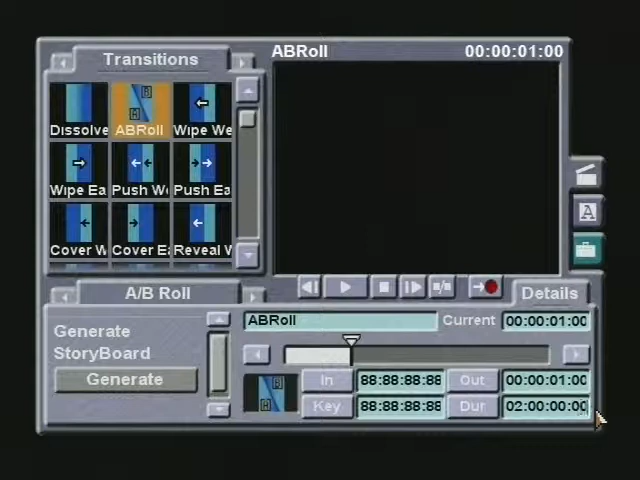 Transitions
ABRoll
00:00:01:00
Dissolve
ABRoll
Wipe We
Wipe Ea
Push We
Push Ea
Cover W
Cover Ea
Reveal W
A
A/B Roll
Details
Generate
StoryBoard
Generate
ABRoll
Current
00:00:01:00
In
88:88:88:88
Out
00:00:01:00
Key
88:88:88:88
Dur
02:00:00:00